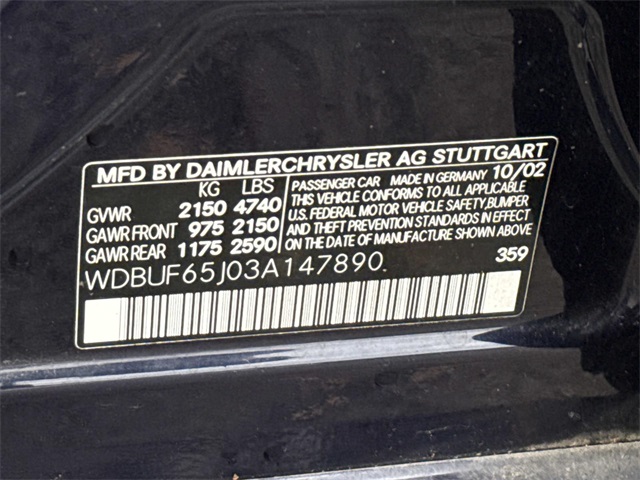 MFD BY DAIMLERCHRYSLER AG STUTTGART
KG LBS
GVWR 2150 4740
GAWR FRONT 975 2150
GAWR REAR 1175 2590
PASSENGER CAR MADE IN GERMANY 10/02
THIS VEHICLE CONFORMS TO ALL APPLICABLE
U.S. FEDERAL MOTOR VEHICLE SAFETY,BUMPER
AND THEFT PREVENTION STANDARDS IN EFFECT
ON THE DATE OF MANUFACTURE SHOWN ABOVE
WDBUF65J03A147890
359